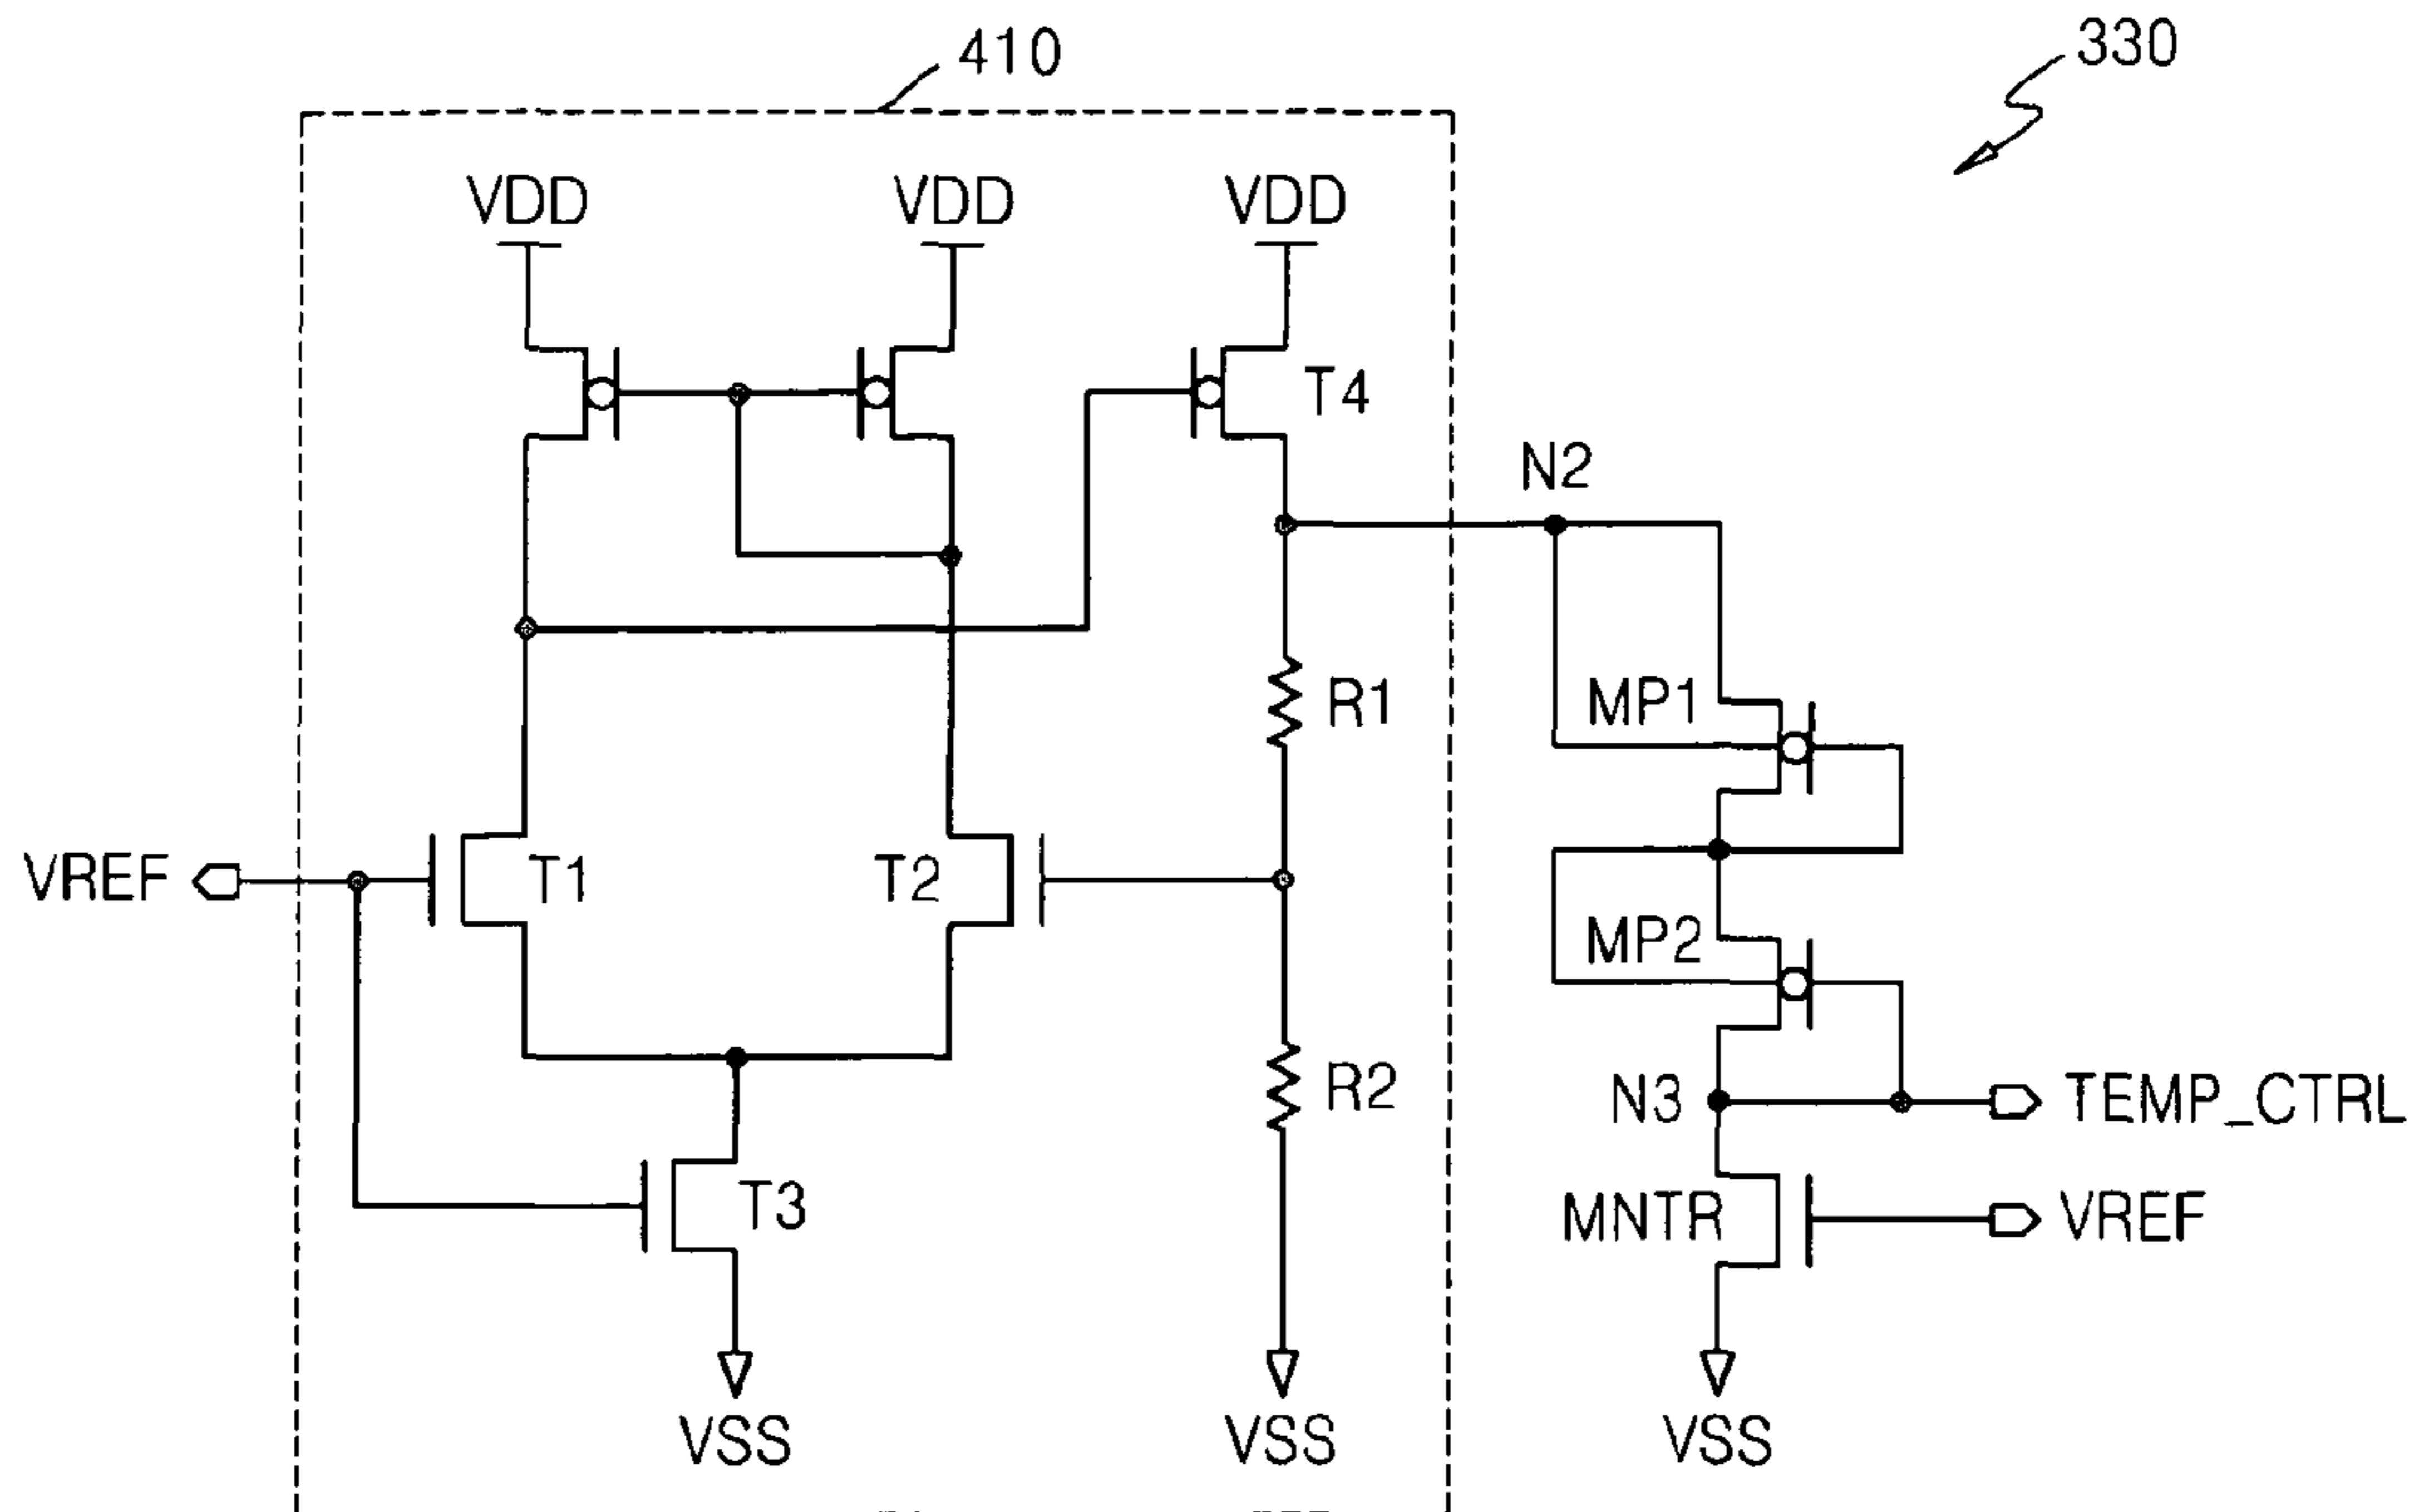 410
330
VDD VDD VDD
T4
N2
R1
MP1
VREF
T1
T2
MP2
R2
N3
TEMP_CTRL
T3
MNTR
VREF
VSS VSS VSS